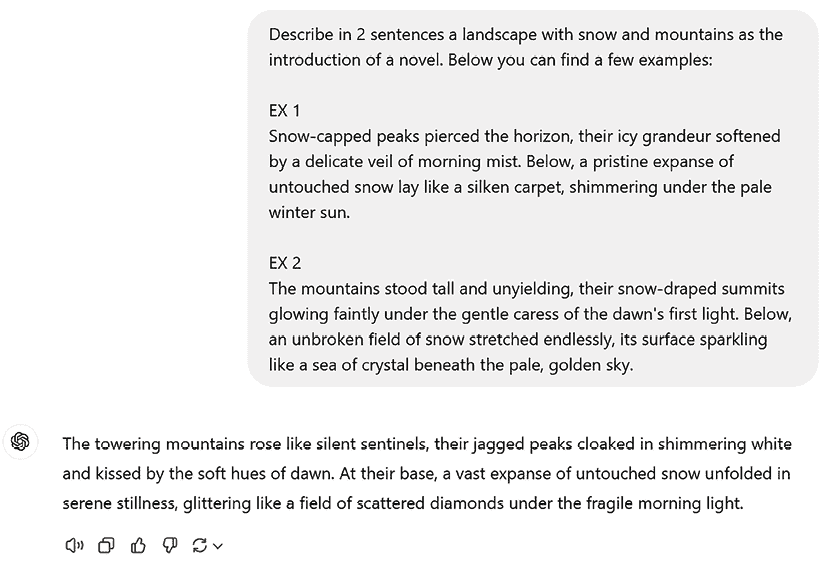 Describe in 2 sentences a landscape with snow and mountains as the
introduction of a novel. Below you can find a few examples:
EX 1
Snow-capped peaks pierced the horizon, their icy grandeur softened
by a delicate veil of morning mist. Below, a pristine expanse of
untouched snow lay like a silken carpet, shimmering under the pale
winter sun.
EX 2
The mountains stood tall and unyielding, their snow-draped summits
glowing faintly under the gentle caress of the dawn's first light. Below,
an unbroken field of snow stretched endlessly, its surface sparkling
like a sea of crystal beneath the pale, golden sky.
The towering mountains rose like silent sentinels, their jagged peaks cloaked in shimmering white
and kissed by the soft hues of dawn. At their base, a vast expanse of untouched snow unfolded in
serene stillness, glittering like a field of scattered diamonds under the fragile morning light.